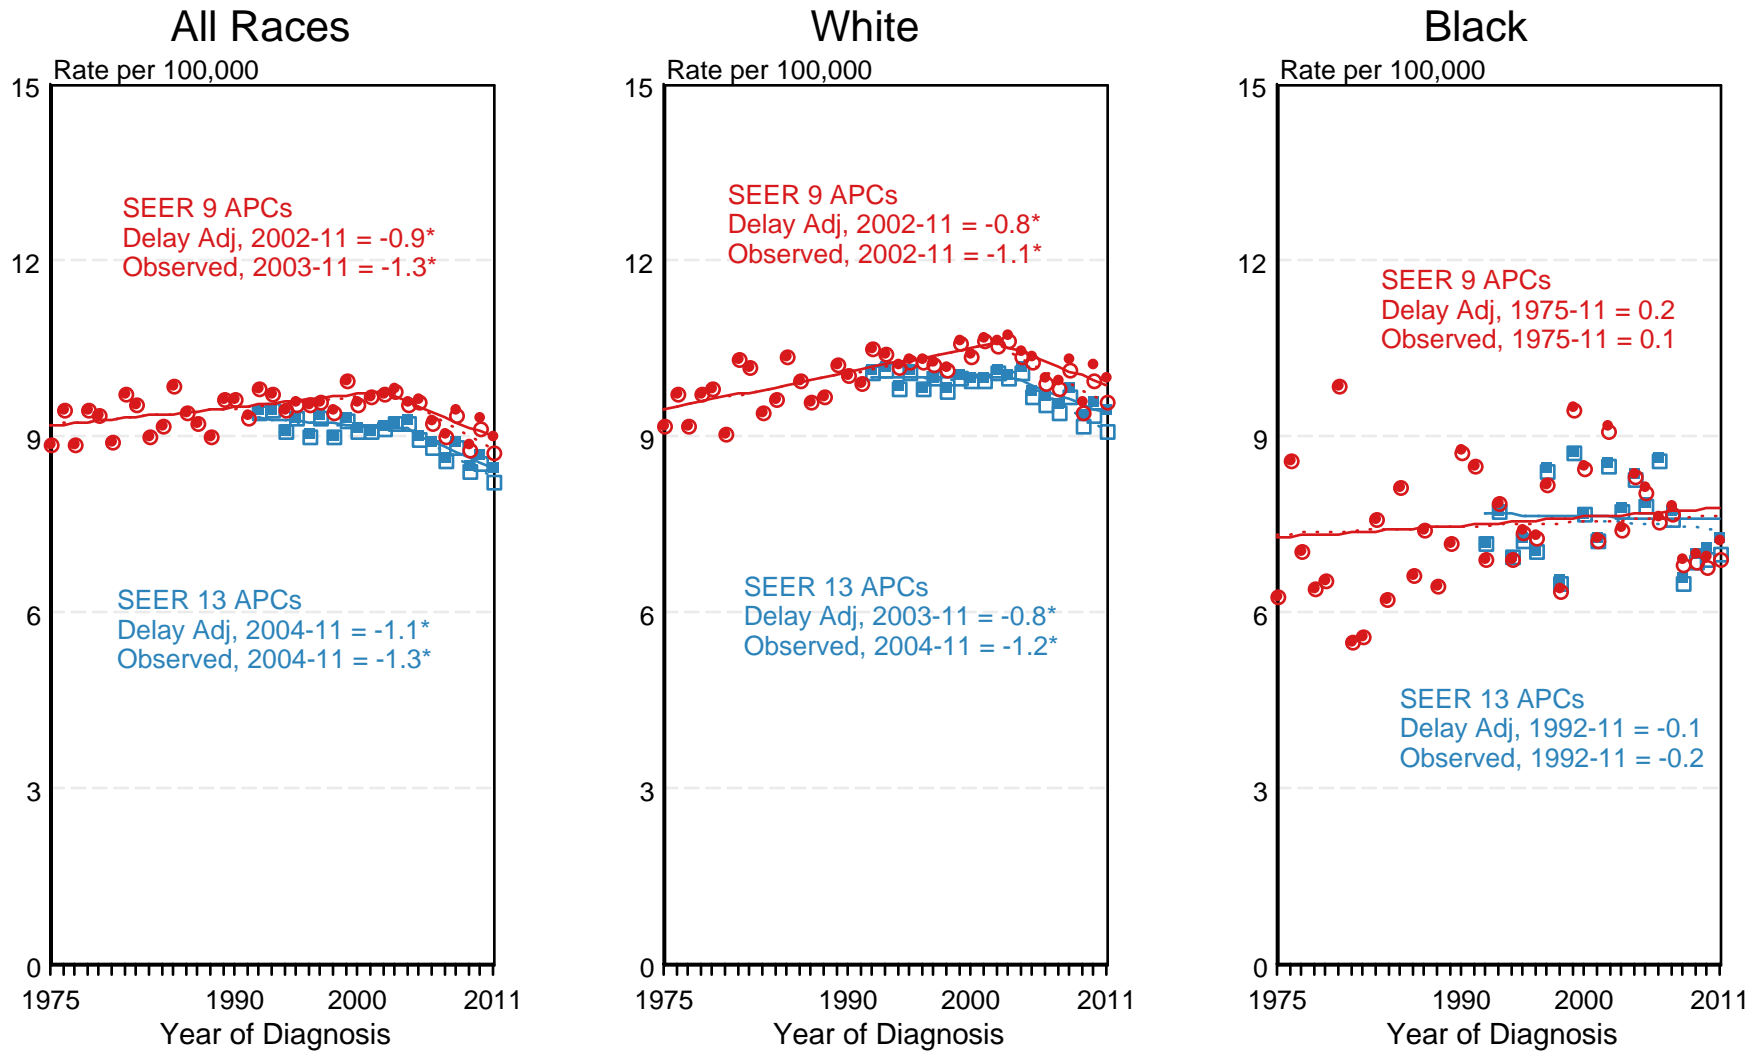 All Races
Rate per 100,000
15
12
9
6
3
0
SEER 9 APCs
Delay Adj, 2002-11 = -0.9*
Observed, 2003-11 = -1.3*
SEER 13 APCs
Delay Adj, 2004-11 = -1.1*
Observed, 2004-11 = -1.3*
1975 1990 2000 2011
Year of Diagnosis
White
Rate per 100,000
15
12
9
6
3
0
SEER 9 APCs
Delay Adj, 2002-11 = -0.8*
Observed, 2002-11 = -1.1*
SEER 13 APCs
Delay Adj, 2003-11 = -0.8*
Observed, 2004-11 = -1.2*
1975 1990 2000 2011
Year of Diagnosis
Black
Rate per 100,000
15
12
9
6
3
0
SEER 9 APCs
Delay Adj, 1975-11 = 0.2
Observed, 1975-11 = 0.1
SEER 13 APCs
Delay Adj, 1992-11 = -0.1
Observed, 1992-11 = -0.2
1975 1990 2000 2011
Year of Diagnosis